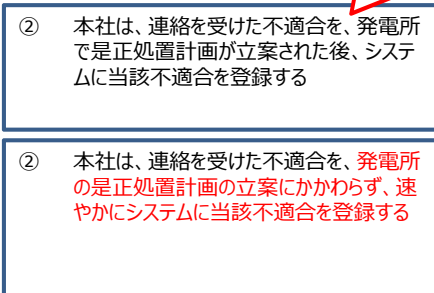 ② 本社は、連絡を受けた不適合を、発電所
で是正処置計画が立案された後、システ
ムに当該不適合を登録する
② 本社は、連絡を受けた不適合を、発電所
の是正処置計画の立案にかかわらず、速
やかにシステムに当該不適合を登録する